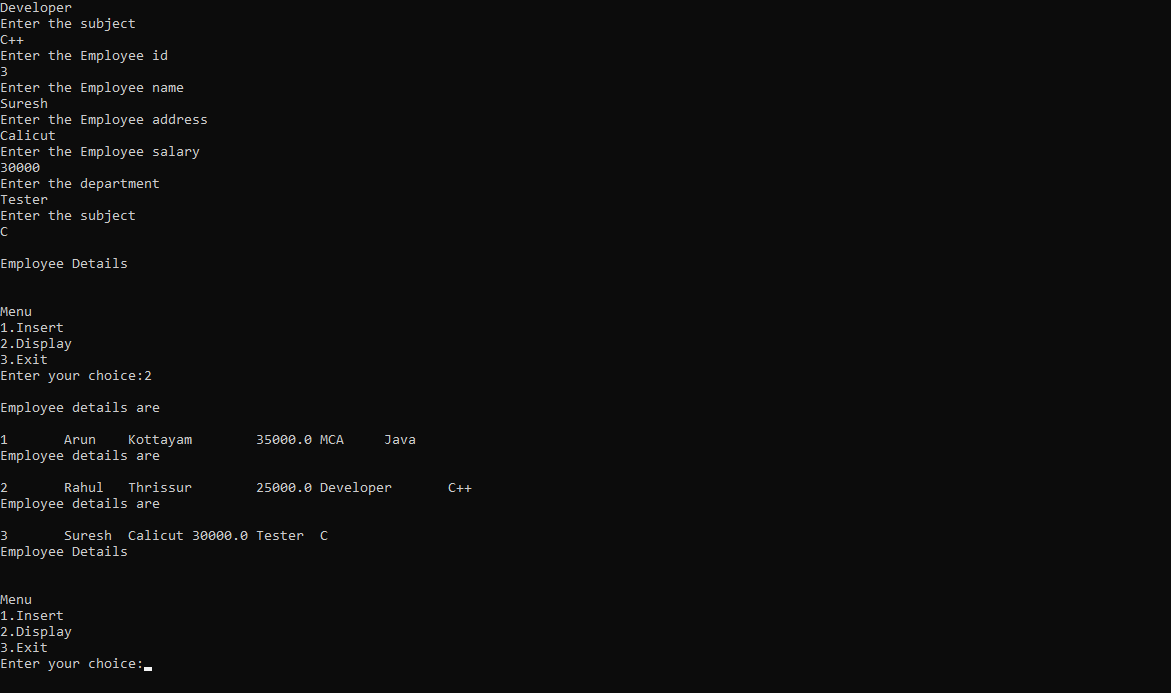 Developer
Enter the subject
C++
Enter the Employee id
3
Enter the Employee name
Suresh
Enter the Employee address
Calicut
Enter the Employee salary
30000
Enter the department
Tester
Enter the subject
C
Employee Details
Menu
1.Insert
2.Display
3.Exit
Enter your choice:2
Employee details are
1 Arun Kottayam 35000.0 MCA Java
Employee details are
2 Rahul Thrissur 25000.0 Developer C++
Employee details are
3 Suresh Calicut 30000.0 Tester C
Employee Details
Menu
1.Insert
2.Display
3.Exit
Enter your choice: